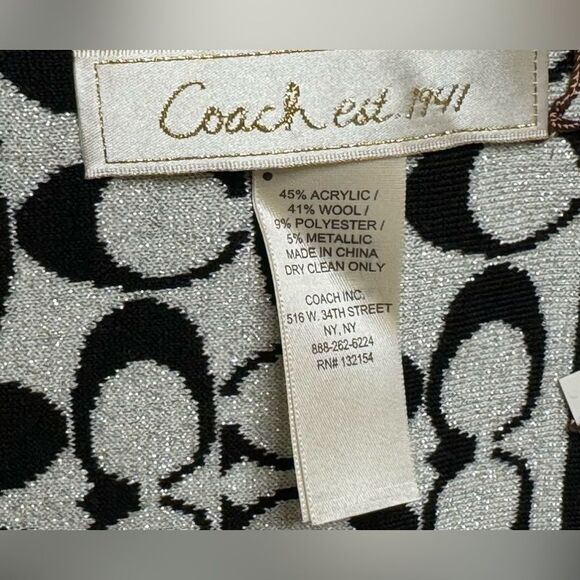 Coach est. 1941
45% ACRYLIC /
41% WOOL /
9% POLYESTER /
5% METALLIC
MADE IN CHINA
DRY CLEAN ONLY
COACH INC.
516 W. 34TH STREET
NY, NY
888-262-6224
RN# 132154